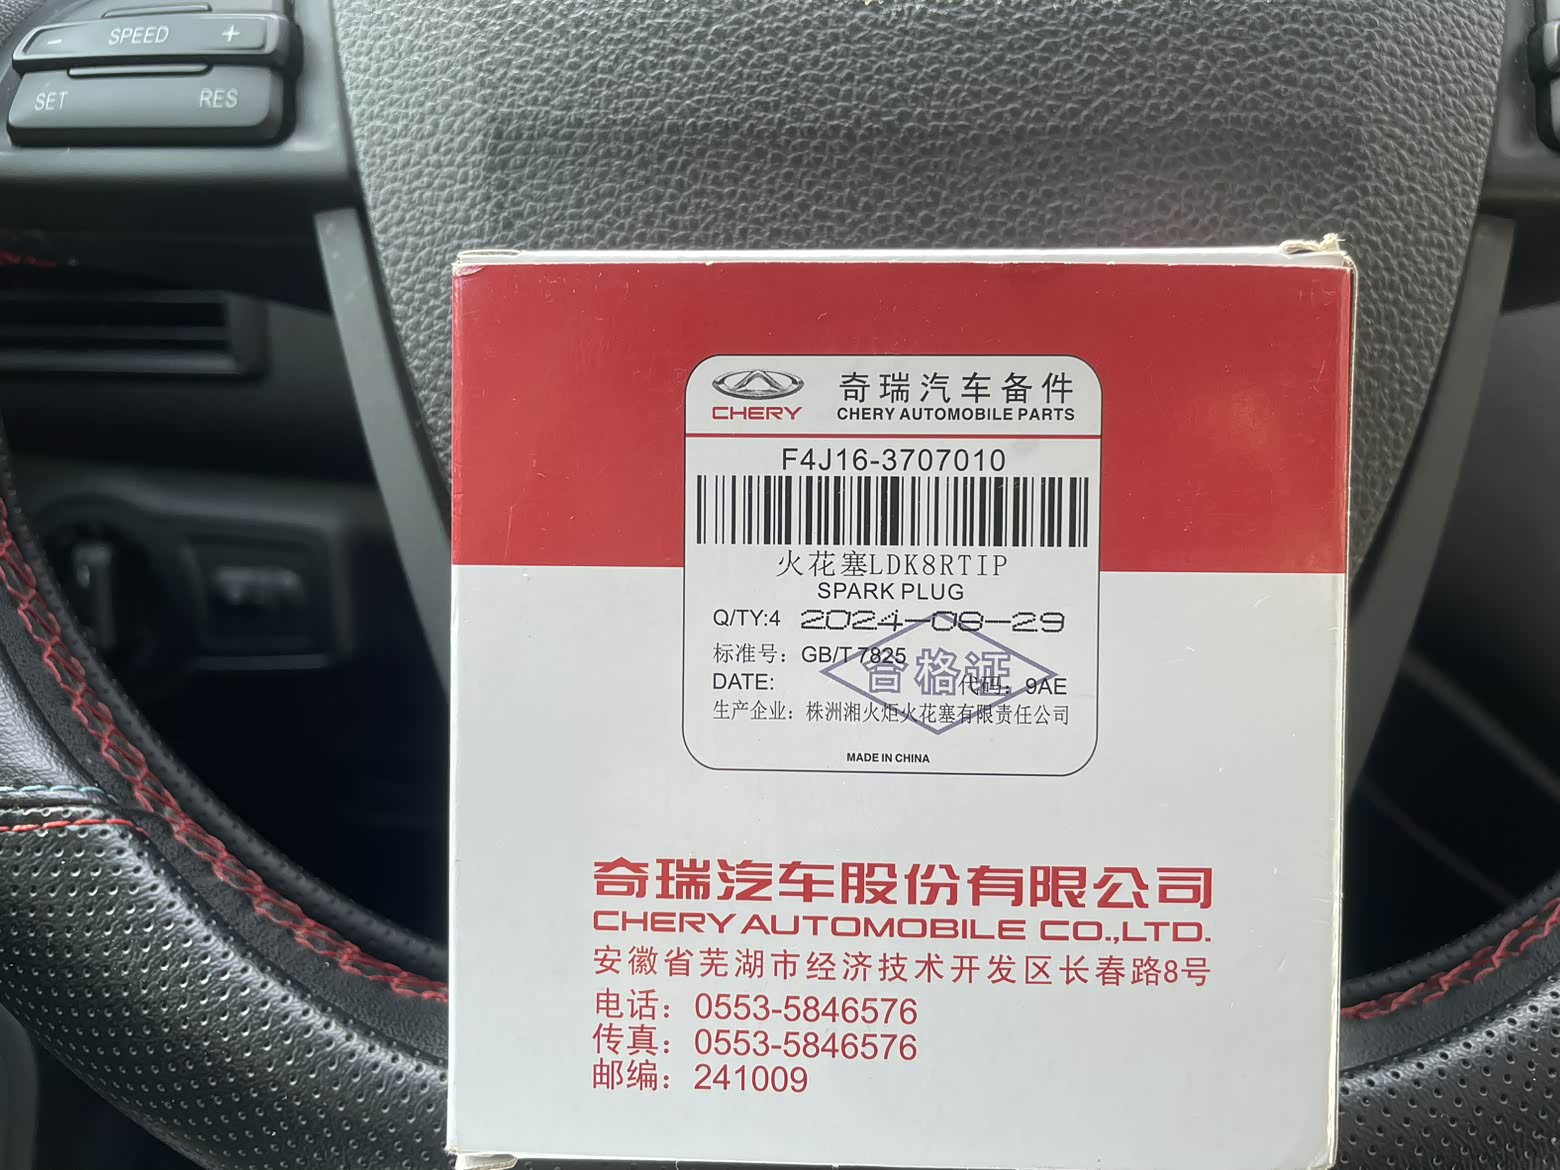 - SPEED +
SET RES
CHERY
奇瑞汽车备件
CHERY AUTOMOBILE PARTS
F4J16-3707010
火花塞LDK8RTIP
SPARK PLUG
Q/TY:4 2024-08-29
标准号：GB/T 7825
合格证
DATE: 代码：9AE
生产企业：株洲湘火炬火花塞有限责任公司
MADE IN CHINA
奇瑞汽车股份有限公司
CHERY AUTOMOBILE CO.,LTD.
安徽省芜湖市经济技术开发区长春路8号
电话：0553-5846576
传真：0553-5846576
邮编：241009